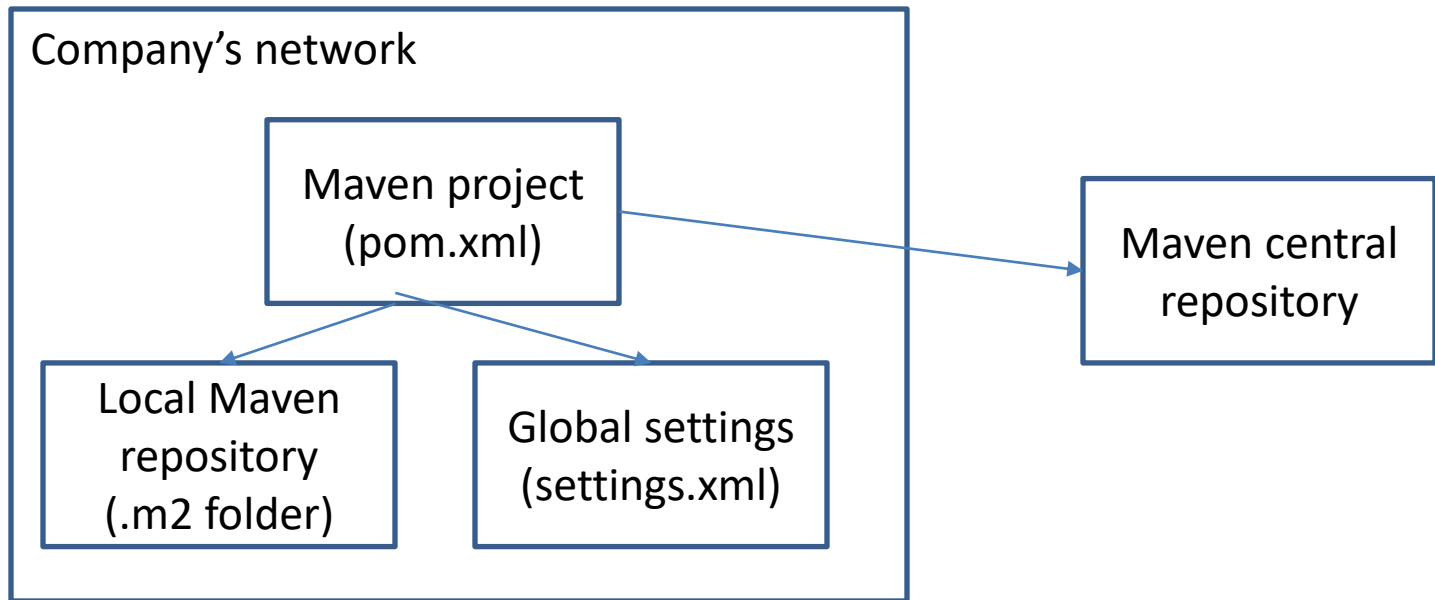 Company’s network
Maven project
(pom.xml)
Maven central
repository
Local Maven
repository
(.m2 folder)
Global settings
(settings.xml)